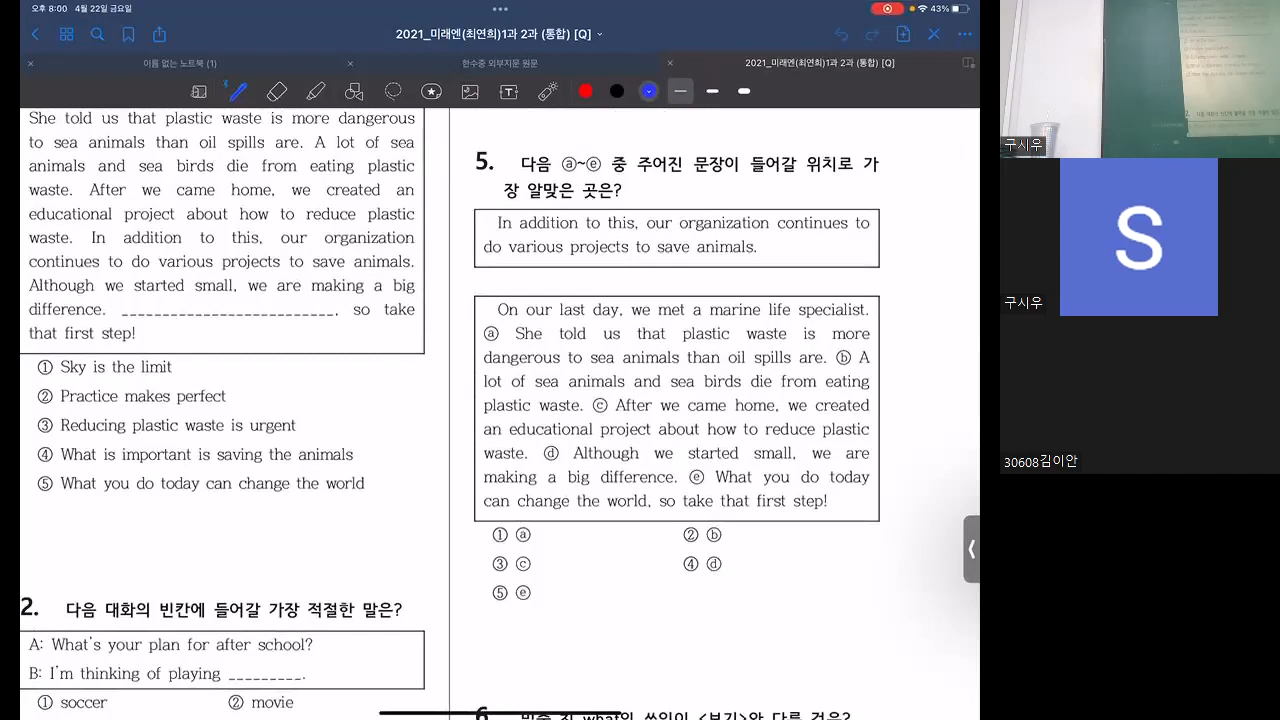 오후 8:00 4월 22일 금요일
43%
2021_미래엔(최연희)1과 2과 (통합) [Q]
이름 없는 노트북 (1)
한수중 외부지문 원문
2021_미래엔(최연희)1과 2과 (통합) [Q]
She told us that plastic waste is more dangerous
to sea animals than oil spills are. A lot of sea
animals and sea birds die from eating plastic
waste. After we came home, we created an
educational project about how to reduce plastic
waste. In addition to this, our organization
continues to do various projects to save animals.
Although we started small, we are making a big
difference. _________________________, so take
that first step!
① Sky is the limit
② Practice makes perfect
③ Reducing plastic waste is urgent
④ What is important is saving the animals
⑤ What you do today can change the world
2. 다음 대화의 빈칸에 들어갈 가장 적절한 말은?
A: What's your plan for after school?
B: I'm thinking of playing _________.
① soccer ② movie
5. 다음 ⓐ~ⓔ 중 주어진 문장이 들어갈 위치로 가
장 알맞은 곳은?
In addition to this, our organization continues to
do various projects to save animals.
On our last day, we met a marine life specialist.
ⓐ She told us that plastic waste is more
dangerous to sea animals than oil spills are. ⓑ A
lot of sea animals and sea birds die from eating
plastic waste. ⓒ After we came home, we created
an educational project about how to reduce plastic
waste. ⓓ Although we started small, we are
making a big difference. ⓔ What you do today
can change the world, so take that first step!
① ⓐ ② ⓑ
③ ⓒ ④ ⓓ
⑤ ⓔ
구시우
S
구시우
30608김이안